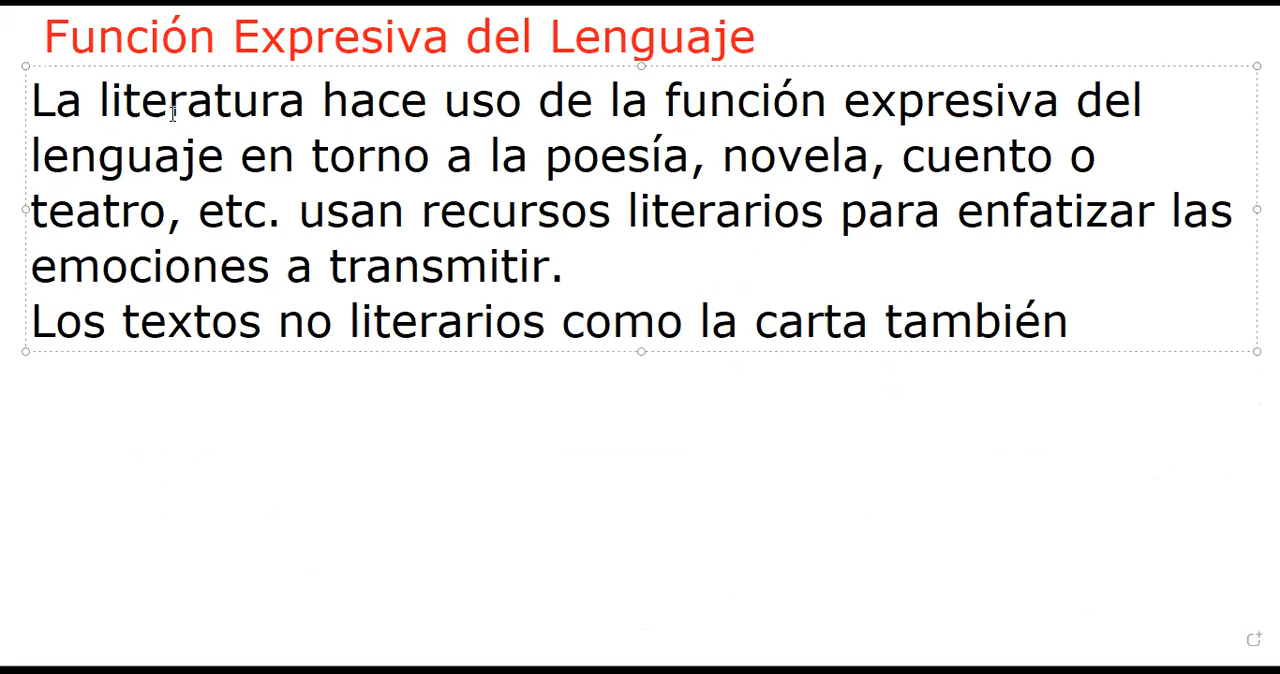 Función Expresiva del Lenguaje
La literatura hace uso de la función expresiva del
lenguaje en torno a la poesía, novela, cuento o
teatro, etc. usan recursos literarios para enfatizar las
emociones a transmitir.
Los textos no literarios como la carta también